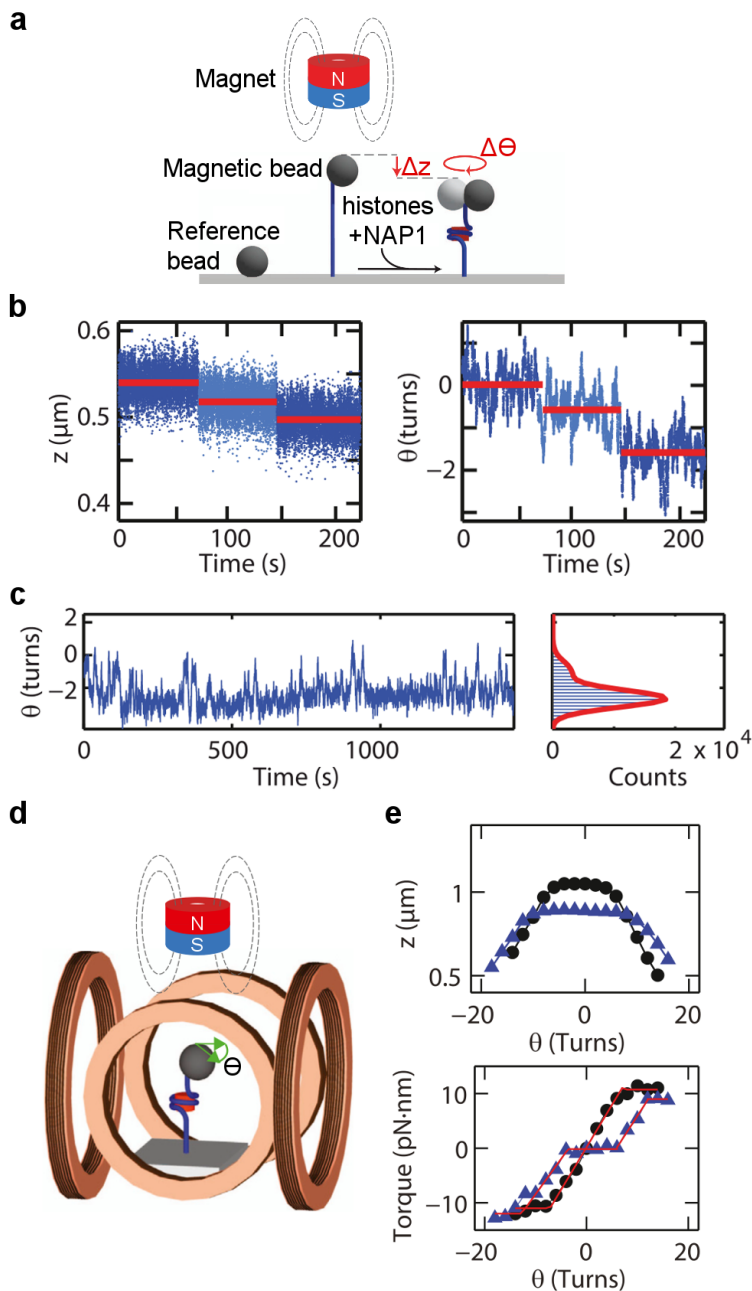 a
Magnet
N
S
Magnetic bead
Δz
Δθ
histones
+NAP1
Reference
bead
b
0.6
0.5
0.4
z (μm)
0
100
200
Time (s)
0
−2
θ (turns)
0
100
200
Time (s)
c
2
0
−2
θ (turns)
0
500
1000
Time (s)
0
2 x 10⁴
Counts
d
N
S
θ
e
1
0.5
z (μm)
−20
0
20
θ (Turns)
10
0
−10
Torque (pN·nm)
−20
0
20
θ (Turns)